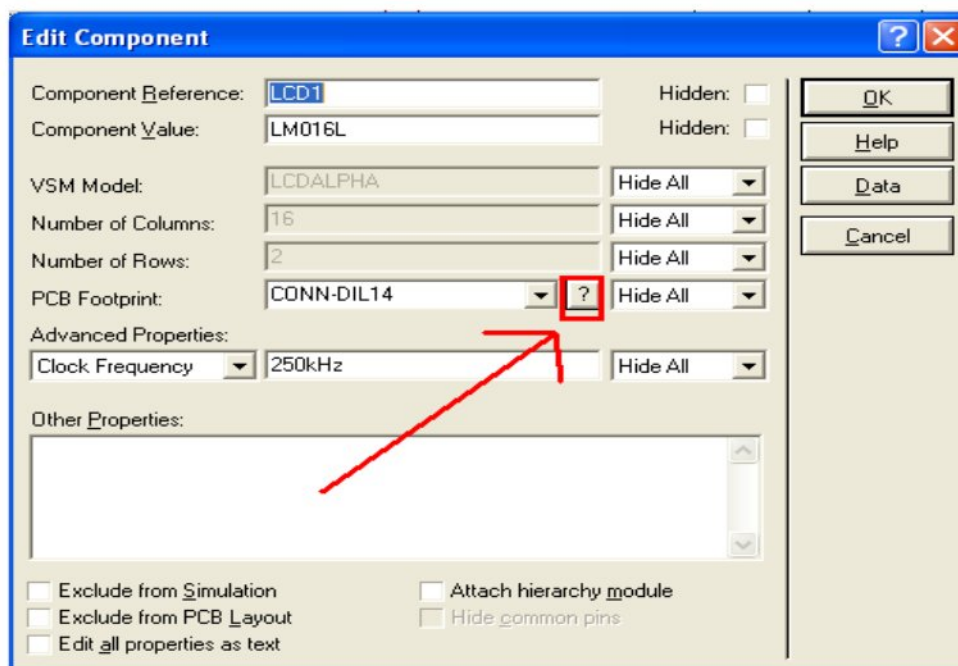 Edit Component
Component Reference: LCD1 Hidden: OK
Component Value: LM016L Hidden: Help
VSM Model: LCDALPHA Hide All Data
Number of Columns: 16 Hide All Cancel
Number of Rows: 2 Hide All
PCB Footprint: CONN-DIL14 ? Hide All
Advanced Properties:
Clock Frequency 250kHz Hide All
Other Properties:
Exclude from Simulation Attach hierarchy module
Exclude from PCB Layout Hide common pins
Edit all properties as text